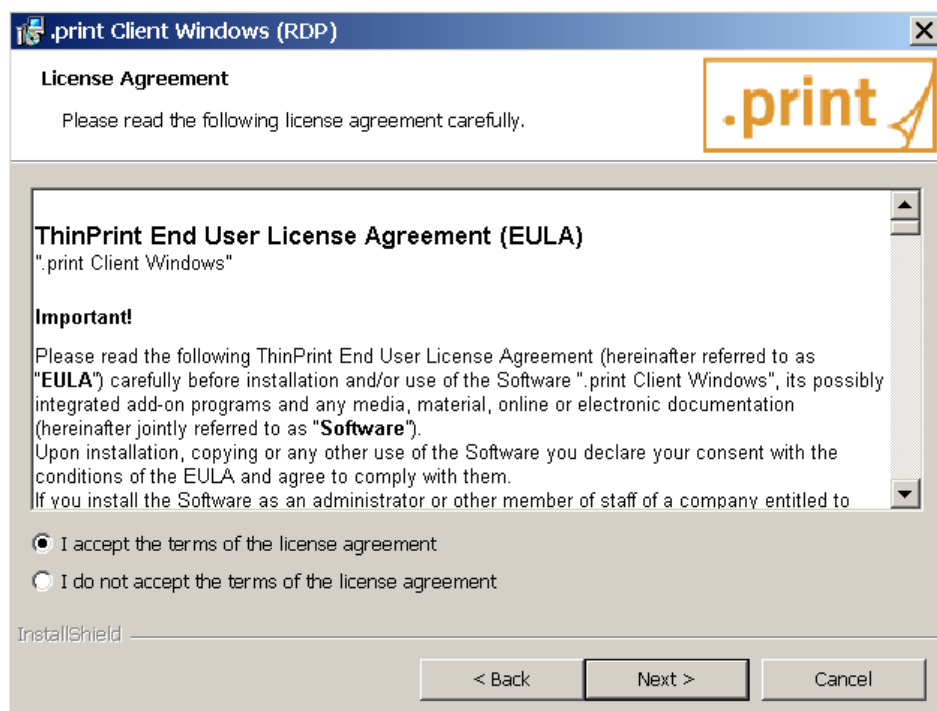 .print Client Windows (RDP)
License Agreement
Please read the following license agreement carefully.
.print
ThinPrint End User License Agreement (EULA)
".print Client Windows"
Important!
Please read the following ThinPrint End User License Agreement (hereinafter referred to as
"EULA") carefully before installation and/or use of the Software ".print Client Windows", its possibly
integrated add-on programs and any media, material, online or electronic documentation
(hereinafter jointly referred to as "Software").
Upon installation, copying or any other use of the Software you declare your consent with the
conditions of the EULA and agree to comply with them.
If you install the Software as an administrator or other member of staff of a company entitled to
I accept the terms of the license agreement
I do not accept the terms of the license agreement
InstallShield
< Back Next > Cancel